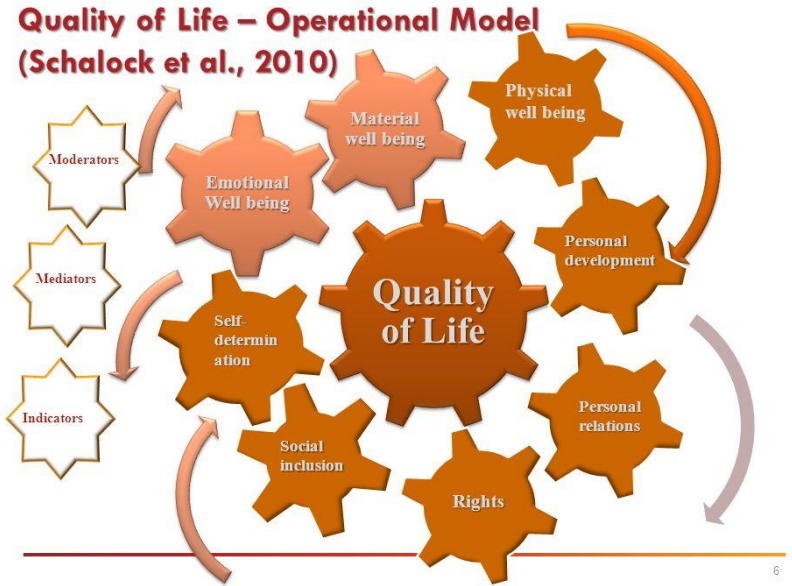 Quality of Life – Operational Model
(Schalock et al., 2010)
Moderators
Mediators
Indicators
Emotional
Well being
Material
well being
Physical
well being
Personal
development
Personal
relations
Rights
Social
inclusion
Self-
determin
ation
Quality
of Life
6